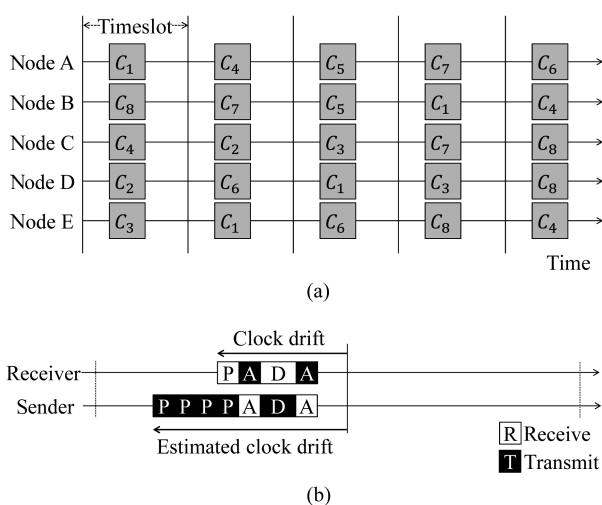 Timeslot
Node A C₁ C₄ C₅ C₇ C₆
Node B C₈ C₇ C₅ C₁ C₄
Node C C₄ C₂ C₃ C₇ C₈
Node D C₂ C₆ C₁ C₃ C₈
Node E C₃ C₁ C₆ C₈ C₄
Time
(a)
Clock drift
Receiver P A D A
Sender P P P P A D A
Estimated clock drift
R Receive
T Transmit
(b)